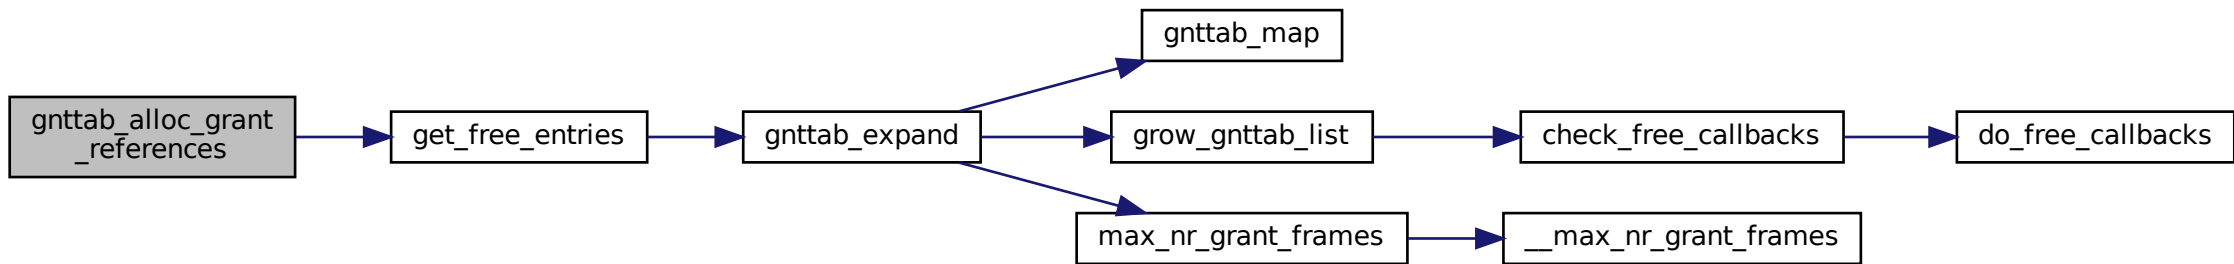 gnttab_alloc_grant
_references
get_free_entries
gnttab_expand
gnttab_map
grow_gnttab_list
check_free_callbacks
do_free_callbacks
max_nr_grant_frames
__max_nr_grant_frames